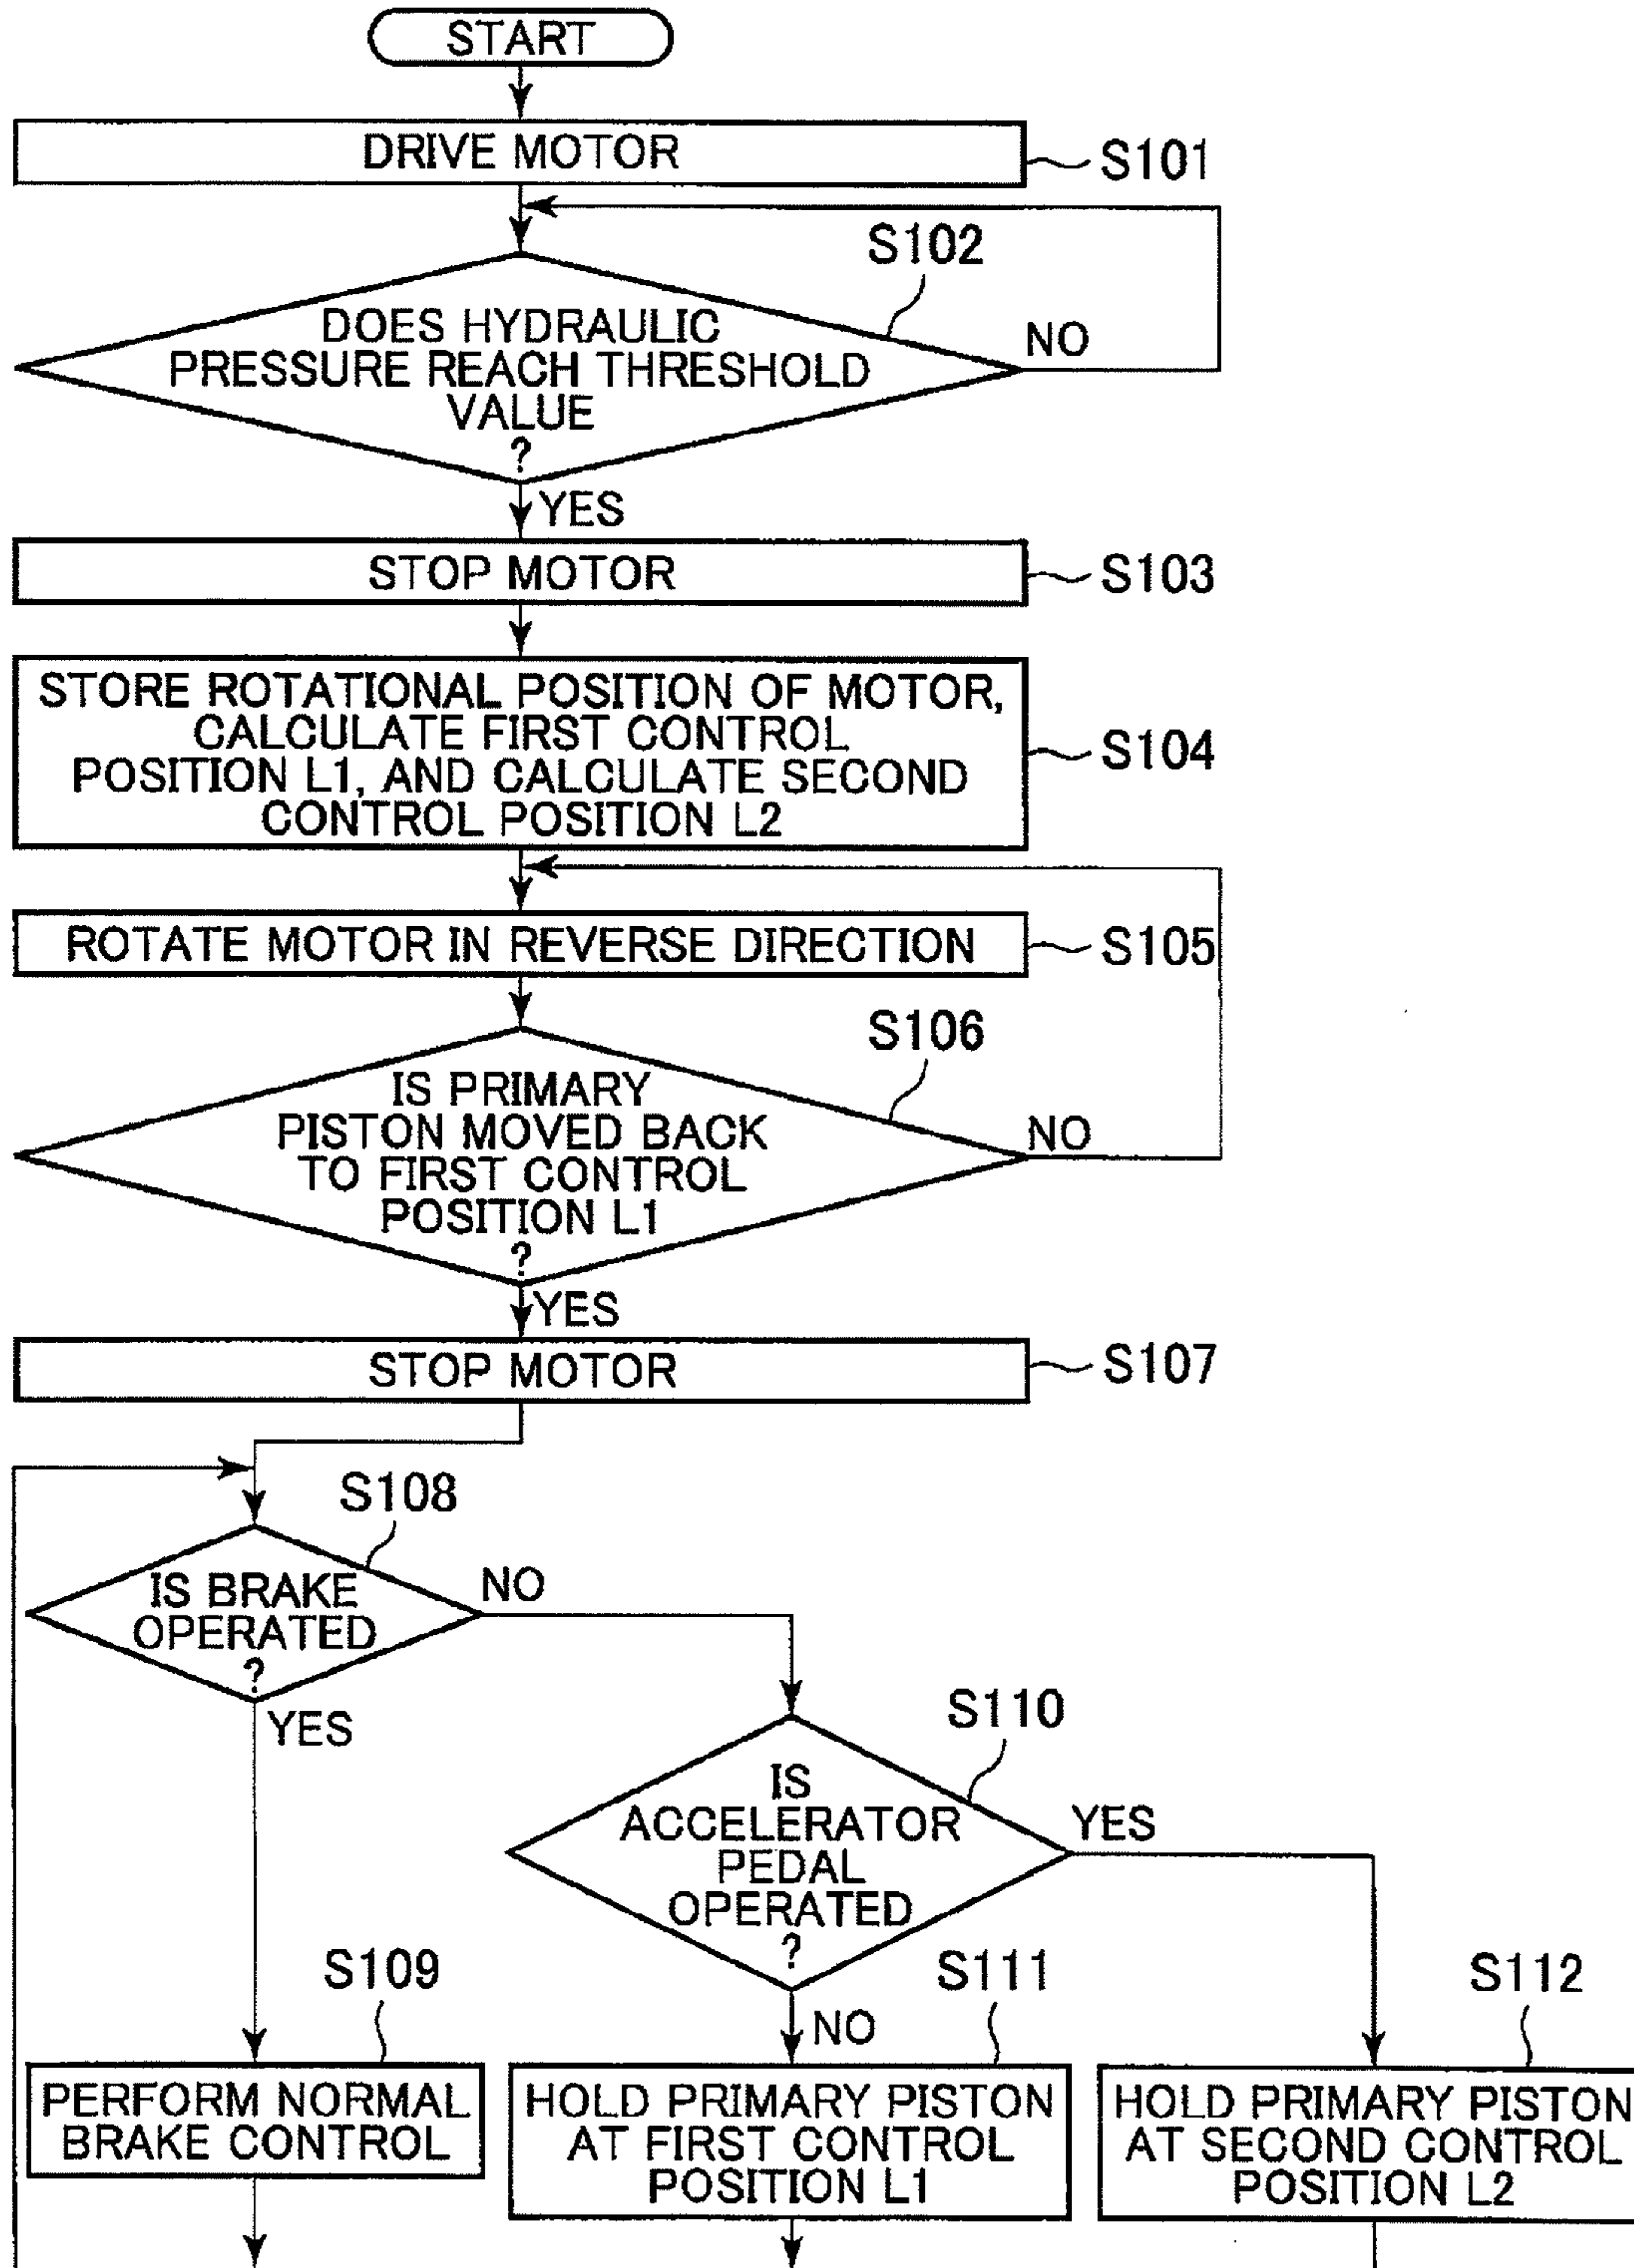 START
DRIVE MOTOR
S101
S102
DOES HYDRAULIC
PRESSURE REACH THRESHOLD
VALUE
?
NO
YES
STOP MOTOR
S103
STORE ROTATIONAL POSITION OF MOTOR,
CALCULATE FIRST CONTROL
POSITION L1, AND CALCULATE SECOND
CONTROL POSITION L2
S104
ROTATE MOTOR IN REVERSE DIRECTION
S105
S106
IS PRIMARY
PISTON MOVED BACK
TO FIRST CONTROL
POSITION L1
?
NO
YES
STOP MOTOR
S107
S108
IS BRAKE
OPERATED
?
NO
YES
S110
IS
ACCELERATOR
PEDAL
OPERATED
?
YES
NO
S109
PERFORM NORMAL
BRAKE CONTROL
S111
HOLD PRIMARY PISTON
AT FIRST CONTROL
POSITION L1
S112
HOLD PRIMARY PISTON
AT SECOND CONTROL
POSITION L2